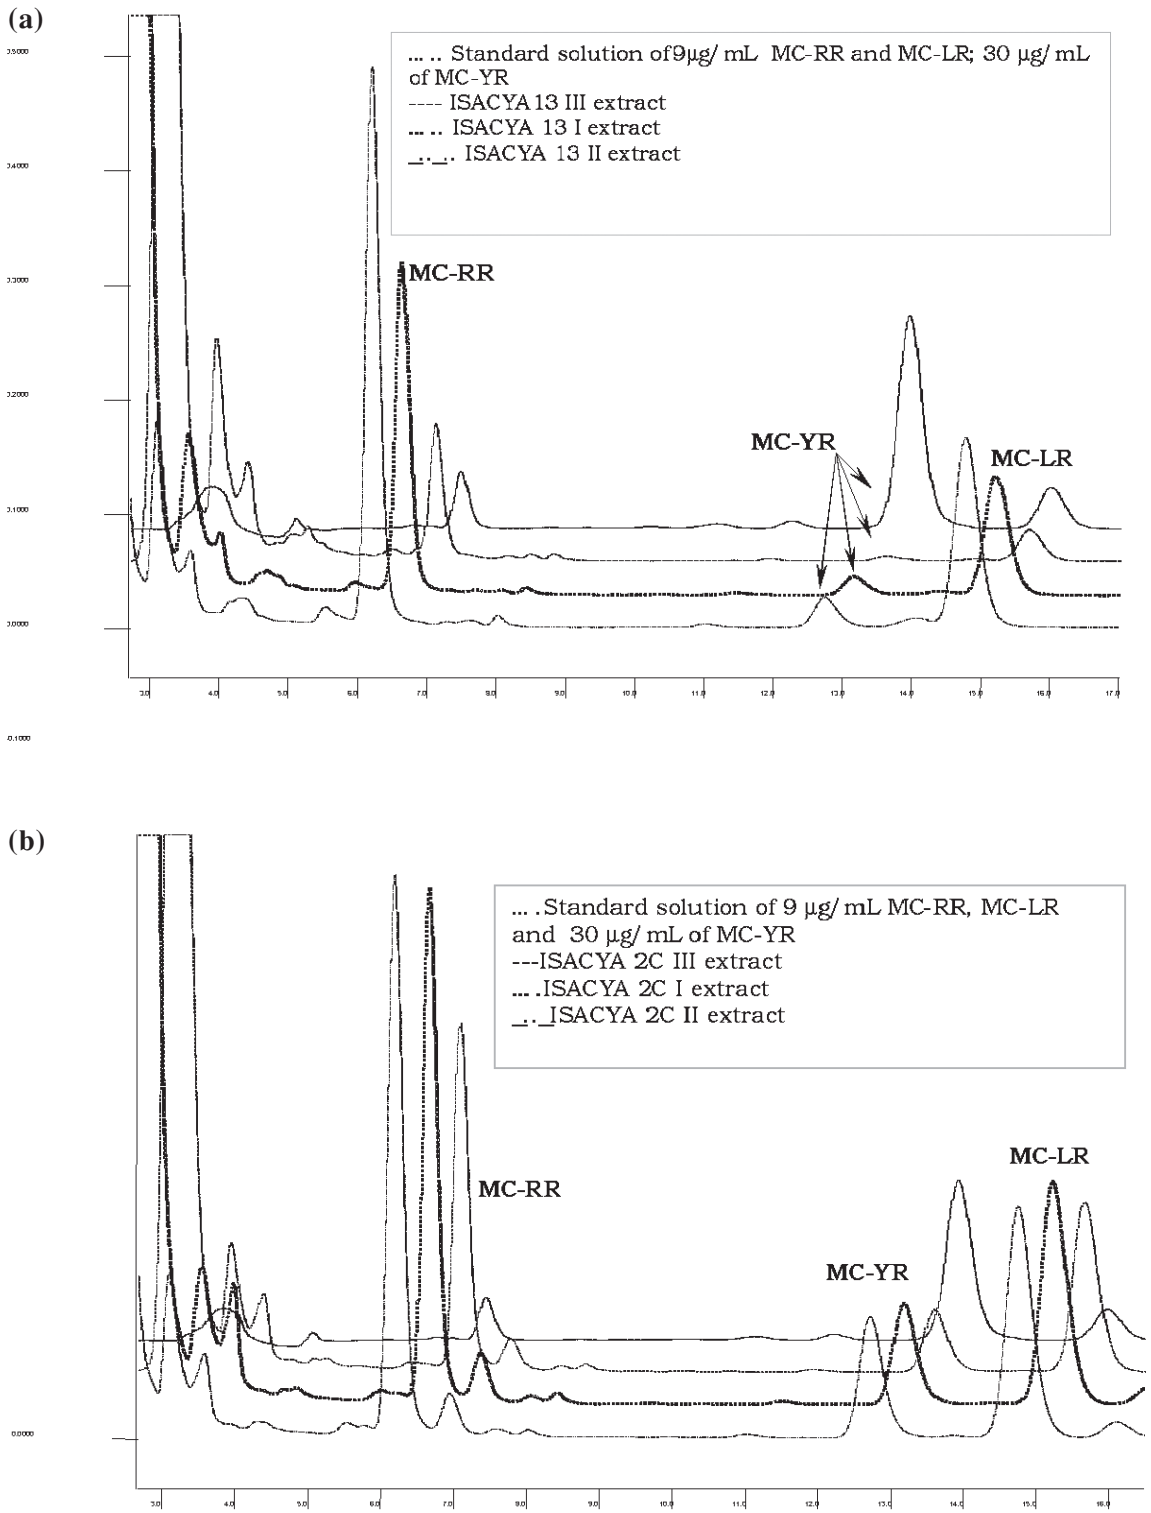 (a)
0.5000
... .. Standard solution of 9µg/ mL MC-RR and MC-LR; 30 µg/ mL
of MC-YR
---- ISACYA 13 III extract
... .. ISACYA 13 I extract
_.._.. ISACYA 13 II extract
0.4000
0.3000
MC-RR
0.2000
MC-YR
MC-LR
0.1000
0.0000
3.0 4.0 5.0 6.0 7.0 8.0 9.0 10.0 11.0 12.0 13.0 14.0 15.0 16.0 17.0
-0.1000
(b)
... .Standard solution of 9 µg/ mL MC-RR, MC-LR
and 30 µg/ mL of MC-YR
---ISACYA 2C III extract
... .ISACYA 2C I extract
_.._ISACYA 2C II extract
MC-LR
MC-RR
MC-YR
0.0000
3.0 4.0 5.0 6.0 7.0 8.0 9.0 10.0 11.0 12.0 13.0 14.0 15.0 16.0